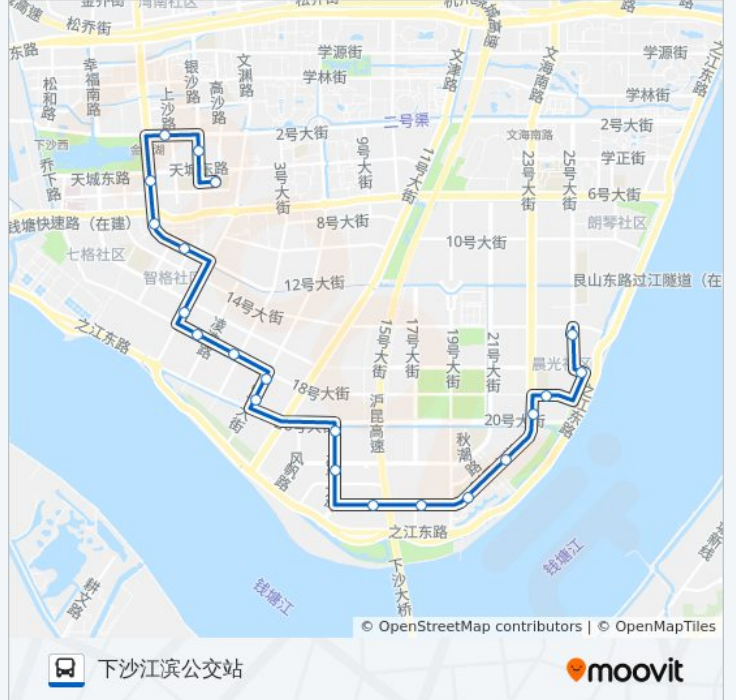 松乔街
学源街
学源街
文津路
文海南路
之江东路
东路
松和路
幸福南路
银沙路
高沙路
文渊路
学林街
学林街
上沙路
二号渠
2号大街
2号大街
文海南路
下沙西
乔下路
天城东路
3号大街
9号大街
11号大街
23号大街
25号大街
学正街
6号大街
钱塘快速路（在建）
8号大街
10号大街
朗琴社区
七格社区
智格社区
12号大街
14号大街
艮山东路过江隧道（在
之江东路
15号大街
17号大街
19号大街
21号大街
晨光社区
18号大街
沪昆高速
20号大街
之江东路
秋潮路
风帆路
之江东路
下沙大桥
耕文路
钱塘江
钱塘江
© OpenStreetMap contributors | © OpenMapTiles
下沙江滨公交站
moovit